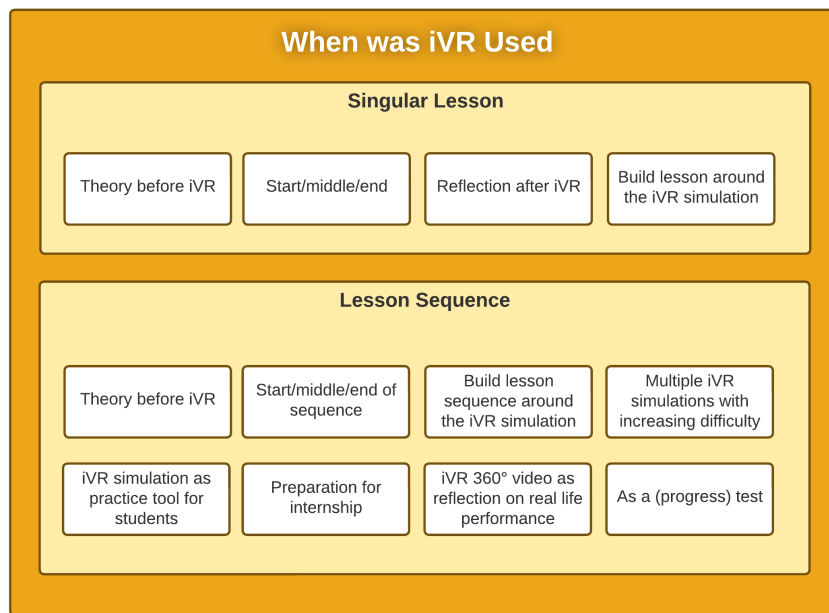 When was iVR Used
Singular Lesson
Theory before iVR
Start/middle/end
Reflection after iVR
Build lesson around
the iVR simulation
Lesson Sequence
Theory before iVR
Start/middle/end of
sequence
Build lesson
sequence around
the iVR simulation
Multiple iVR
simulations with
increasing difficulty
iVR simulation as
practice tool for
students
Preparation for
internship
iVR 360° video as
reflection on real life
performance
As a (progress) test